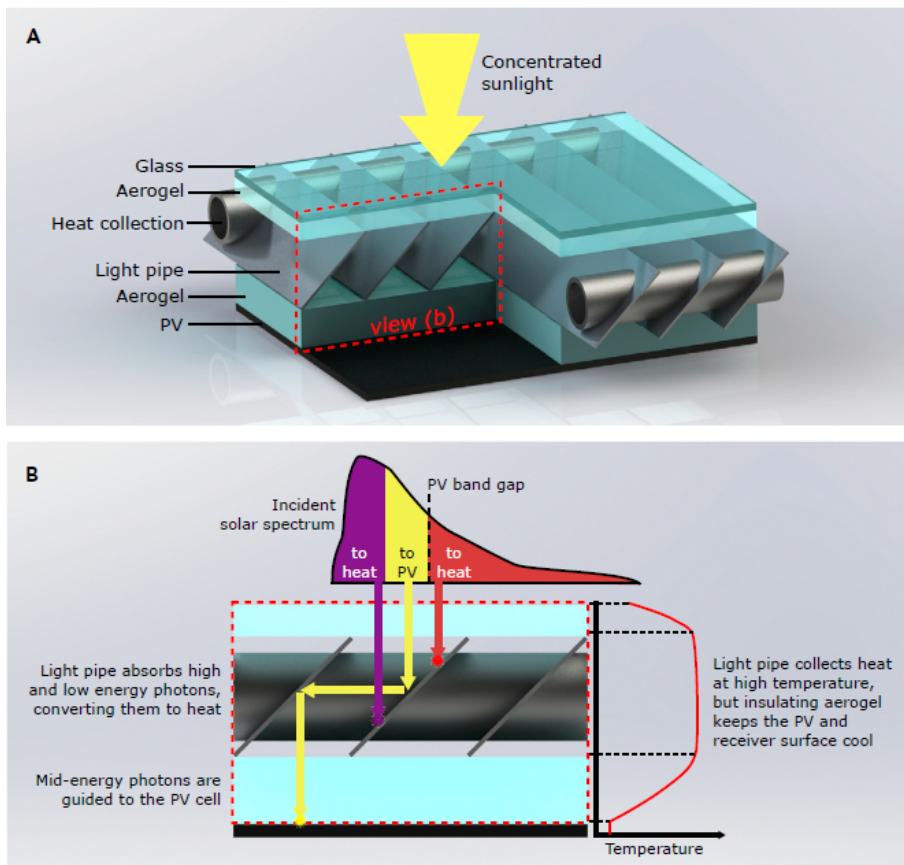 A
Concentrated
sunlight
Glass
Aerogel
Heat collection
Light pipe
Aerogel
PV
view (b)
B
PV band gap
Incident
solar spectrum
to
heat
to
PV
to
heat
Light pipe absorbs high
and low energy photons,
converting them to heat
Light pipe collects heat
at high temperature,
but insulating aerogel
keeps the PV and
receiver surface cool
Mid-energy photons are
guided to the PV cell
Temperature